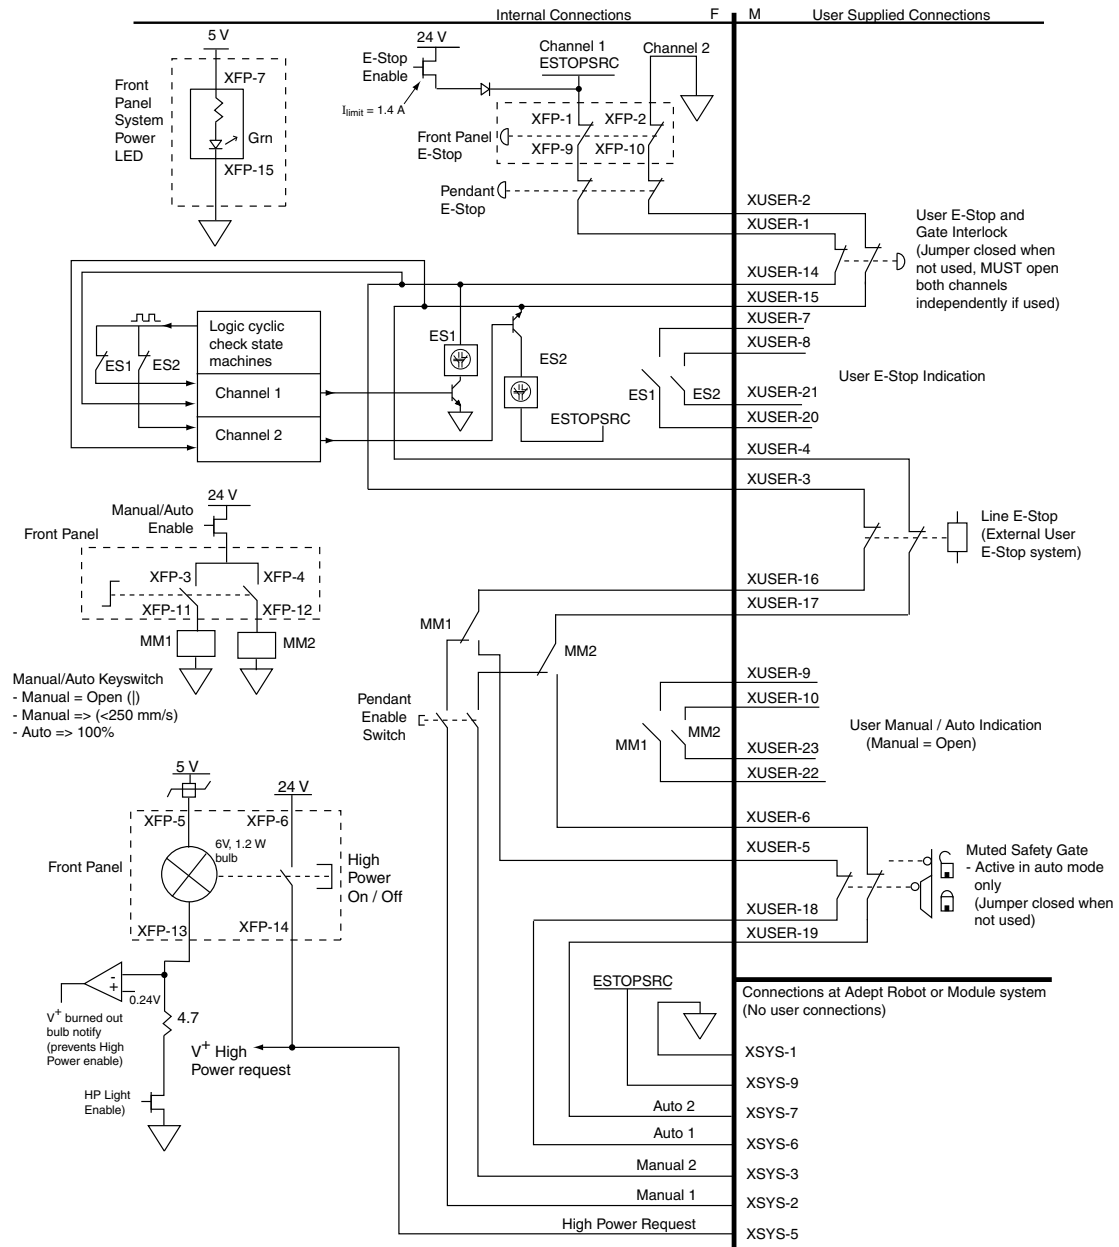 Internal Connections
F
M
User Supplied Connections
5 V
XFP-7
Front
Panel
System
Power
LED
Grn
XFP-15
24 V
E-Stop
Enable
Ilimit = 1.4 A
Channel 1
ESTOPSRC
Channel 2
XFP-1
XFP-2
Front Panel
E-Stop
XFP-9
XFP-10
Pendant
E-Stop
XUSER-2
XUSER-1
XUSER-14
XUSER-15
User E-Stop and
Gate Interlock
(Jumper closed when
not used, MUST open
both channels
independently if used)
Logic cyclic
check state
machines
Channel 1
Channel 2
ES1
ES2
ES1
ES2
ESTOPSRC
XUSER-7
XUSER-8
ES1
ES2
XUSER-21
XUSER-20
User E-Stop Indication
XUSER-4
XUSER-3
Line E-Stop
(External User
E-Stop system)
XUSER-16
XUSER-17
24 V
Manual/Auto
Enable
Front Panel
XFP-3
XFP-4
XFP-11
XFP-12
MM1
MM2
Manual/Auto Keyswitch
- Manual = Open (|)
- Manual => (<250 mm/s)
- Auto => 100%
MM1
MM2
Pendant
Enable
Switch
XUSER-9
XUSER-10
MM1
MM2
XUSER-23
XUSER-22
User Manual / Auto Indication
(Manual = Open)
XUSER-6
XUSER-5
XUSER-18
XUSER-19
Muted Safety Gate
- Active in auto mode
only
(Jumper closed when
not used)
5 V
24 V
XFP-5
XFP-6
Front Panel
6V, 1.2 W
bulb
High
Power
On / Off
XFP-13
XFP-14
-
+
0.24V
V+ burned out
bulb notify
(prevents High
Power enable)
4.7
V+ High
Power request
HP Light
Enable)
ESTOPSRC
Connections at Adept Robot or Module system
(No user connections)
XSYS-1
XSYS-9
Auto 2
XSYS-7
Auto 1
XSYS-6
Manual 2
XSYS-3
Manual 1
XSYS-2
High Power Request
XSYS-5